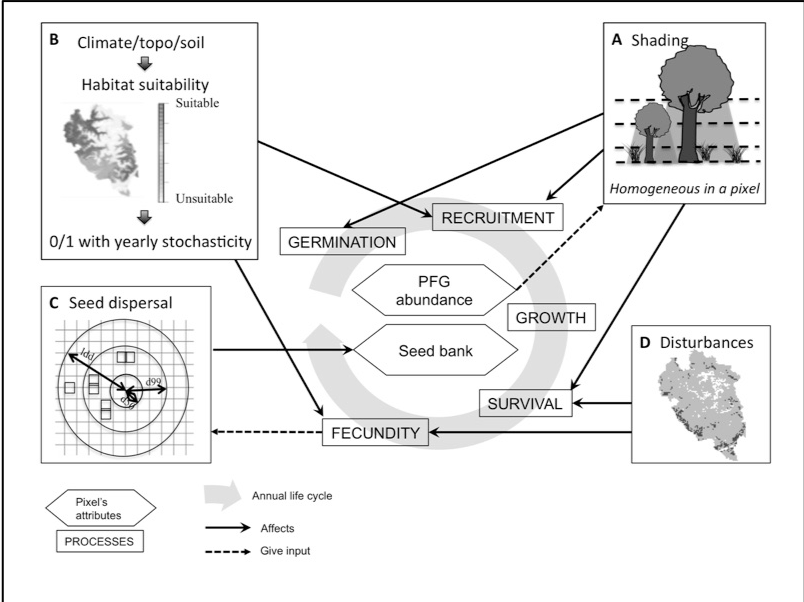 B
Climate/topo/soil
Habitat suitability
Suitable
Unsuitable
0/1 with yearly stochasticity
A Shading
Homogeneous in a pixel
RECRUITMENT
GERMINATION
PFG
abundance
GROWTH
Seed bank
SURVIVAL
FECUNDITY
C Seed dispersal
ldd
d99
d50
D Disturbances
Pixel's
attributes
PROCESSES
Annual life cycle
Affects
Give input